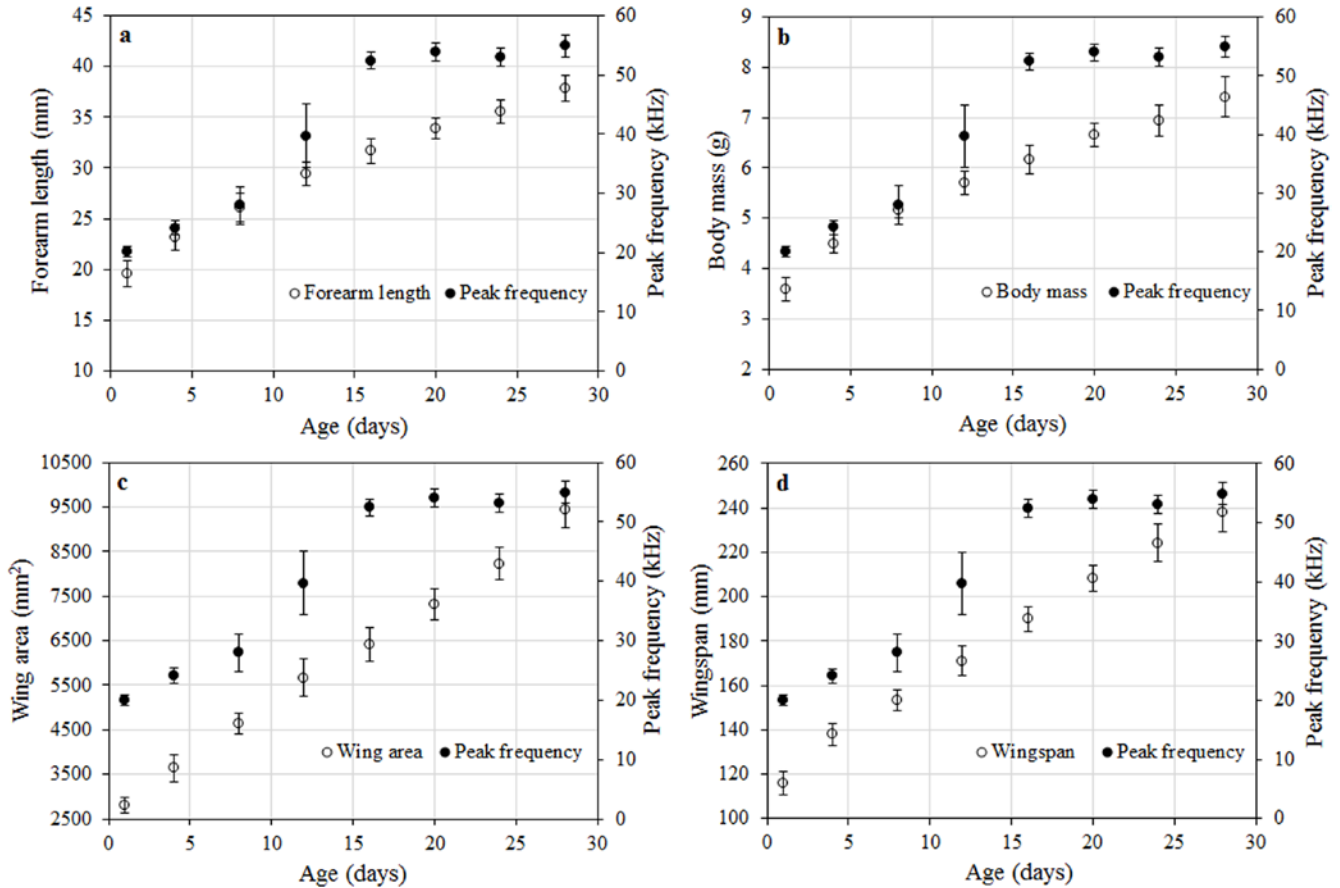 a
Forearm length (mm)
45
40
35
30
25
20
15
10
60
50
40
30
20
10
0
Peak frequency (kHz)
Forearm length
Peak frequency
0 5 10 15 20 25 30
Age (days)
b
Body mass (g)
9
8
7
6
5
4
3
2
60
50
40
30
20
10
0
Peak frequency (kHz)
Body mass
Peak frequency
0 5 10 15 20 25 30
Age (days)
c
Wing area (mm²)
10500
9500
8500
7500
6500
5500
4500
3500
2500
60
50
40
30
20
10
0
Peak frequency (kHz)
Wing area
Peak frequency
0 5 10 15 20 25 30
Age (days)
d
Wingspan (mm)
260
240
220
200
180
160
140
120
100
60
50
40
30
20
10
0
Peak frequenvy (kHz)
Wingspan
Peak frequency
0 5 10 15 20 25 30
Age (days)